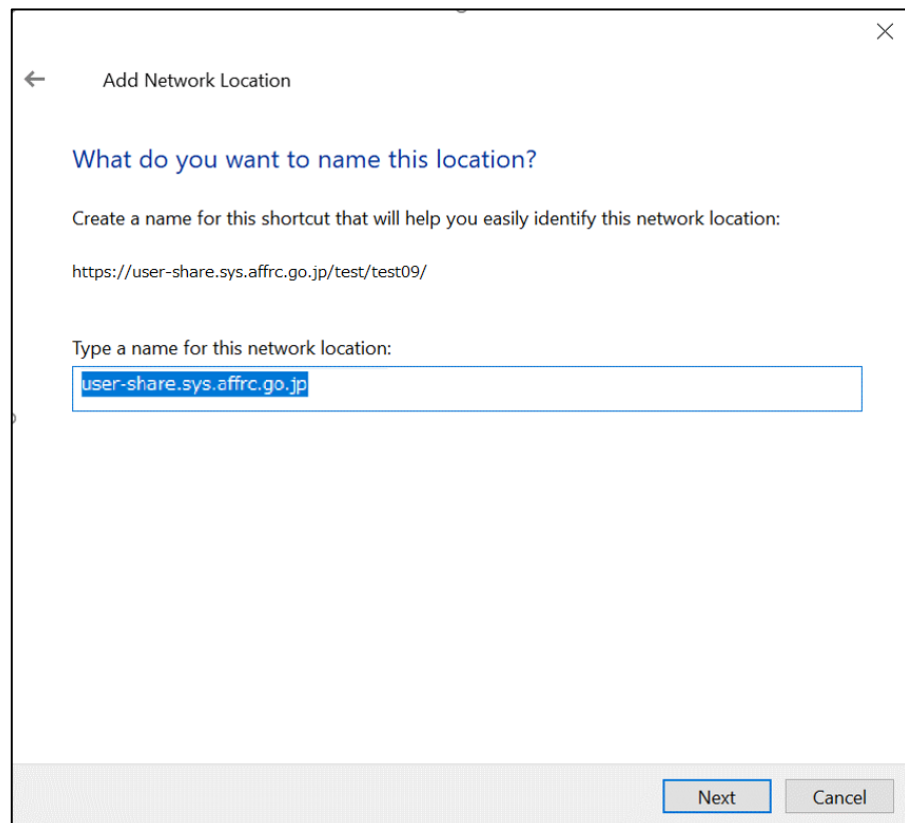 Add Network Location
What do you want to name this location?
Create a name for this shortcut that will help you easily identify this network location:
https://user-share.sys.affrc.go.jp/test/test09/
Type a name for this network location:
user-share.sys.affrc.go.jp
Next
Cancel